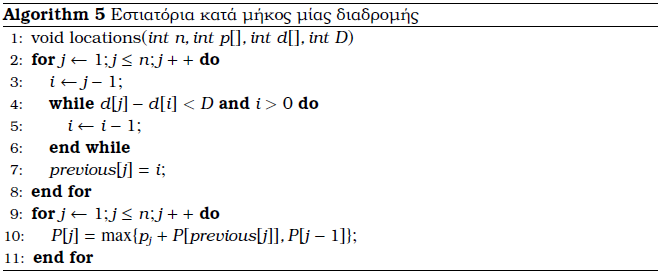 Algorithm 5 Εστιατόρια κατά μήκος μίας διαδρομής
1: void locations(int n, int p[], int d[], int D)
2: for j ← 1; j ≤ n; j + + do
3: i ← j − 1;
4: while d[j] − d[i] < D and i > 0 do
5: i ← i − 1;
6: end while
7: previous[j] = i;
8: end for
9: for j ← 1; j ≤ n; j + + do
10: P[j] = max{pⱼ + P[previous[j]], P[j − 1]};
11: end for